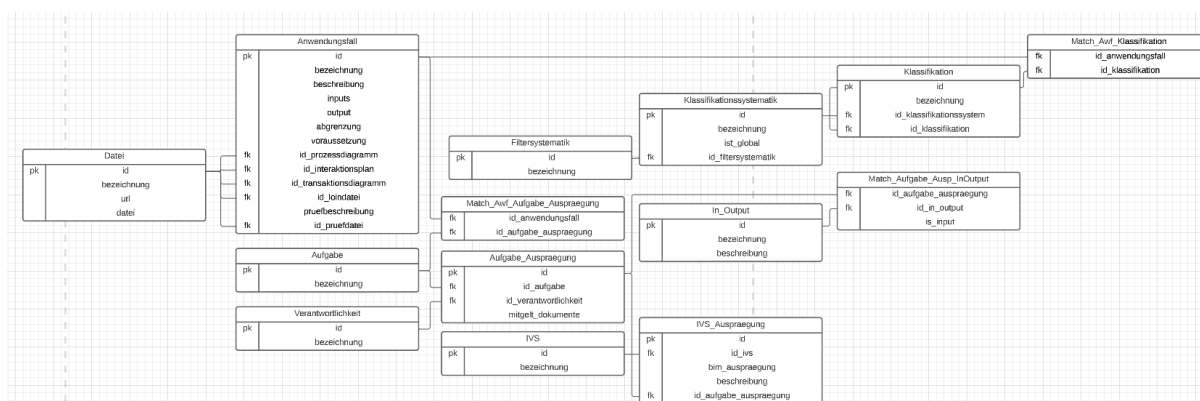 Anwendungsfall
pk id
bezeichnung
beschreibung
inputs
output
abgrenzung
voraussetzung
fk id_prozessdiagramm
fk id_interaktionsplan
fk id_transaktionsdiagramm
fk id_loindatei
pruefbeschreibung
fk id_pruefdatei
Match_Awf_Klassifikation
fk id_anwendungsfall
fk id_klassifikation
Klassifikation
pk id
bezeichnung
fk id_klassifikationssystem
fk id_klassifikation
Klassifikationssystematik
pk id
bezeichnung
ist_global
fk id_filtersystematik
Filtersystematik
pk id
bezeichnung
Datei
pk id
bezeichnung
url
datei
Match_Aufgabe_Ausp_InOutput
fk id_aufgabe_auspraegung
fk id_in_output
is_input
Match_Awf_Aufgabe_Auspraegung
fk id_anwendungsfall
fk id_aufgabe_auspraegung
In_Output
pk id
bezeichnung
beschreibung
Aufgabe
pk id
bezeichnung
Aufgabe_Auspraegung
pk id
fk id_aufgabe
fk id_verantwortlichkeit
mitgelt_dokumente
Verantwortlichkeit
pk id
bezeichnung
IVS
pk id
bezeichnung
IVS_Auspraegung
pk id
fk id_ivs
bim_auspraegung
beschreibung
fk id_aufgabe_auspraegung